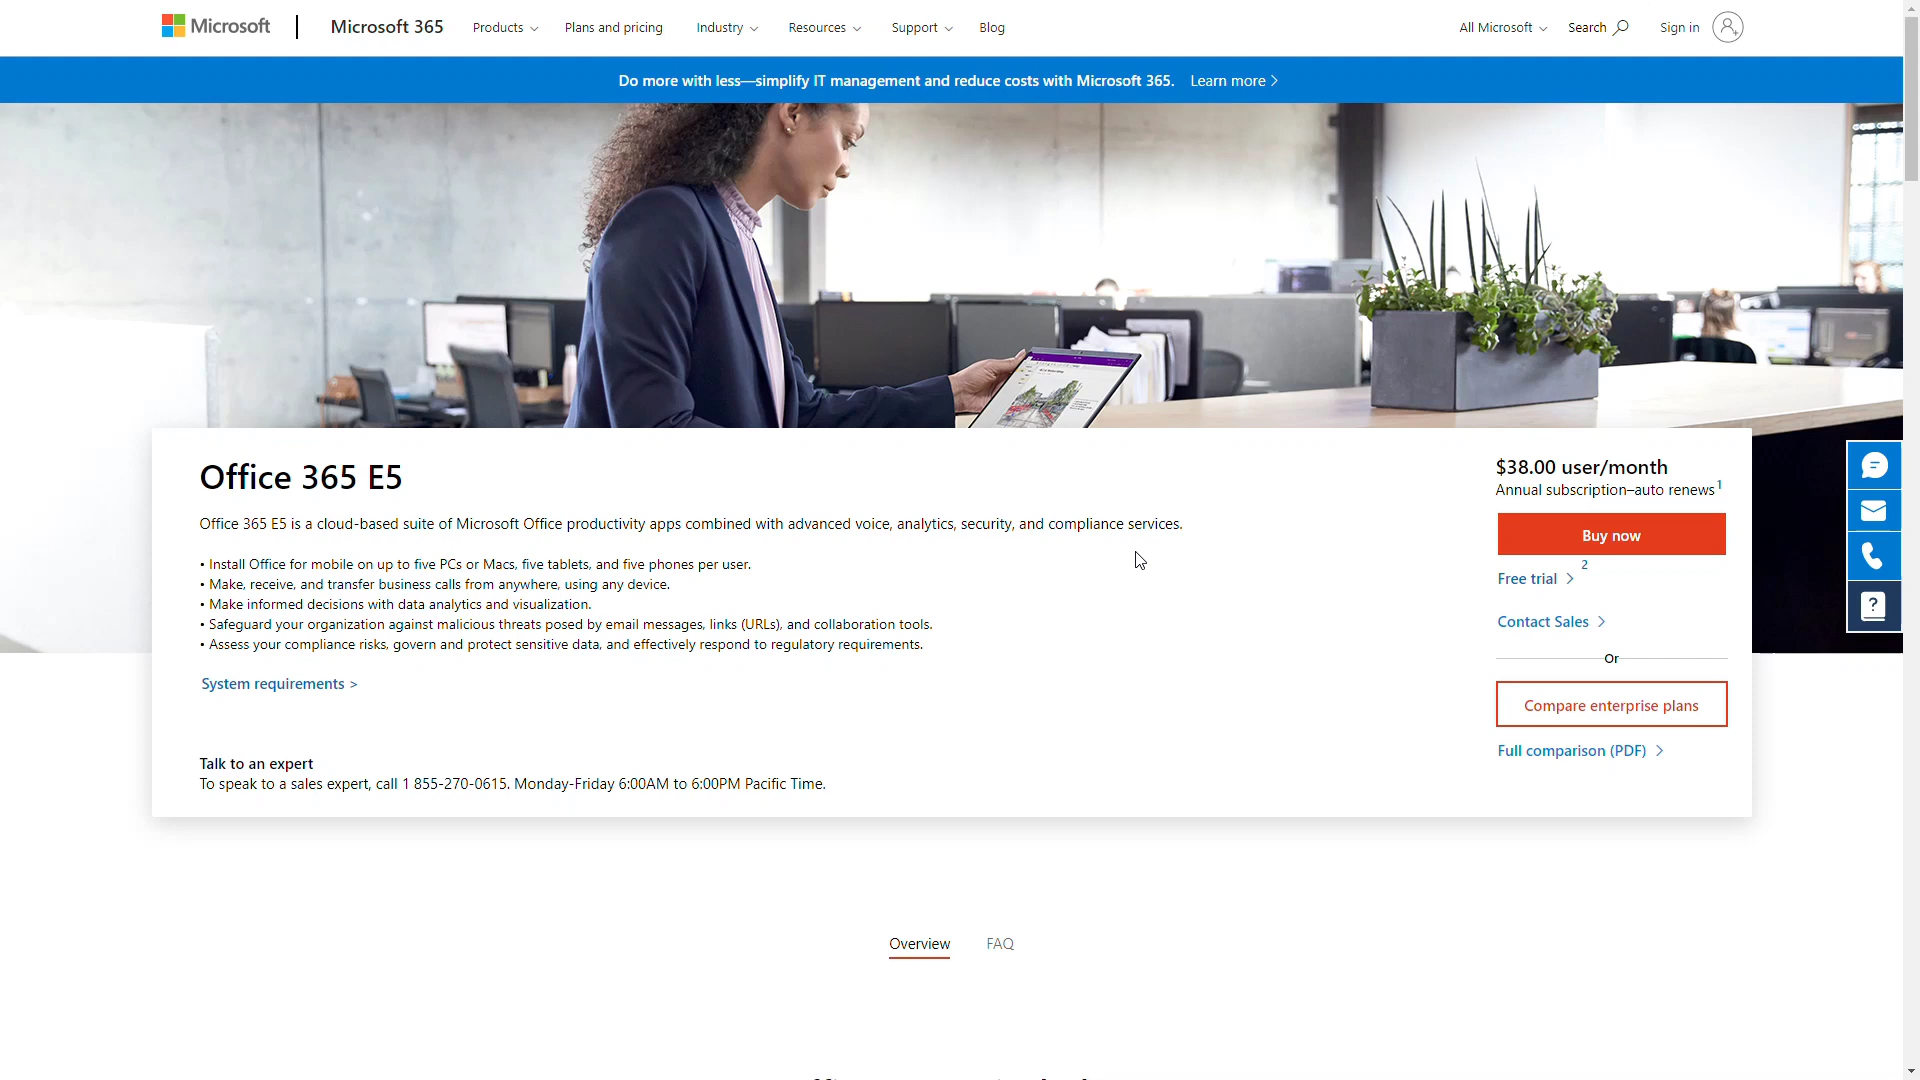 Microsoft
Microsoft 365
Products
Plans and pricing
Industry
Resources
Support
Blog
All Microsoft
Search
Sign in
Do more with less—simplify IT management and reduce costs with Microsoft 365. Learn more >
Office 365 E5
Office 365 E5 is a cloud-based suite of Microsoft Office productivity apps combined with advanced voice, analytics, security, and compliance services.
• Install Office for mobile on up to five PCs or Macs, five tablets, and five phones per user.
• Make, receive, and transfer business calls from anywhere, using any device.
• Make informed decisions with data analytics and visualization.
• Safeguard your organization against malicious threats posed by email messages, links (URLs), and collaboration tools.
• Assess your compliance risks, govern and protect sensitive data, and effectively respond to regulatory requirements.
System requirements >
Talk to an expert
To speak to a sales expert, call 1 855-270-0615. Monday-Friday 6:00AM to 6:00PM Pacific Time.
$38.00 user/month
Annual subscription–auto renews 1
Buy now
Free trial > 2
Contact Sales >
Or
Compare enterprise plans
Full comparison (PDF) >
Overview
FAQ